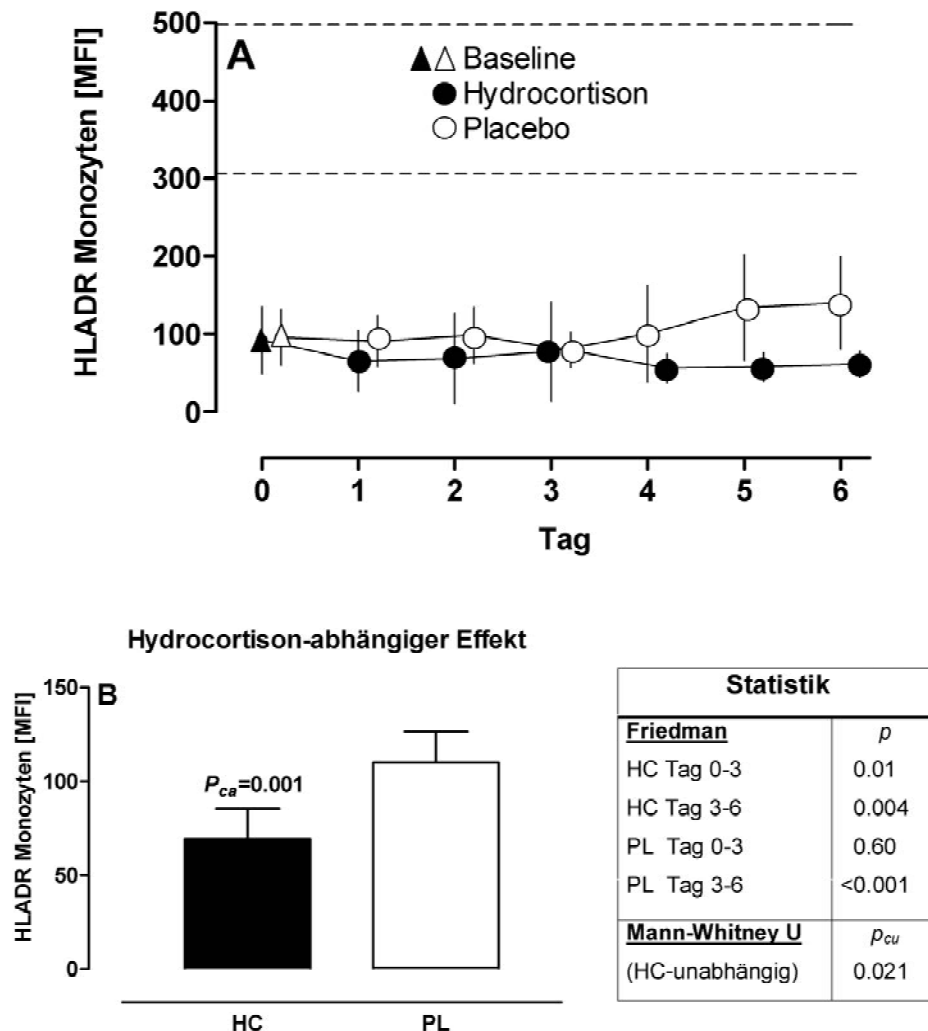 A
HLADR Monozyten [MFI]
500
400
300
200
100
0
Baseline
Hydrocortison
Placebo
0 1 2 3 4 5 6
Tag
Hydrocortison-abhängiger Effekt
B
HLADR Monozyten [MFI]
150
100
50
0
Pca=0.001
HC PL
Statistik
Friedman p
HC Tag 0-3 0.01
HC Tag 3-6 0.004
PL Tag 0-3 0.60
PL Tag 3-6 <0.001
Mann-Whitney U pcu
(HC-unabhängig) 0.021